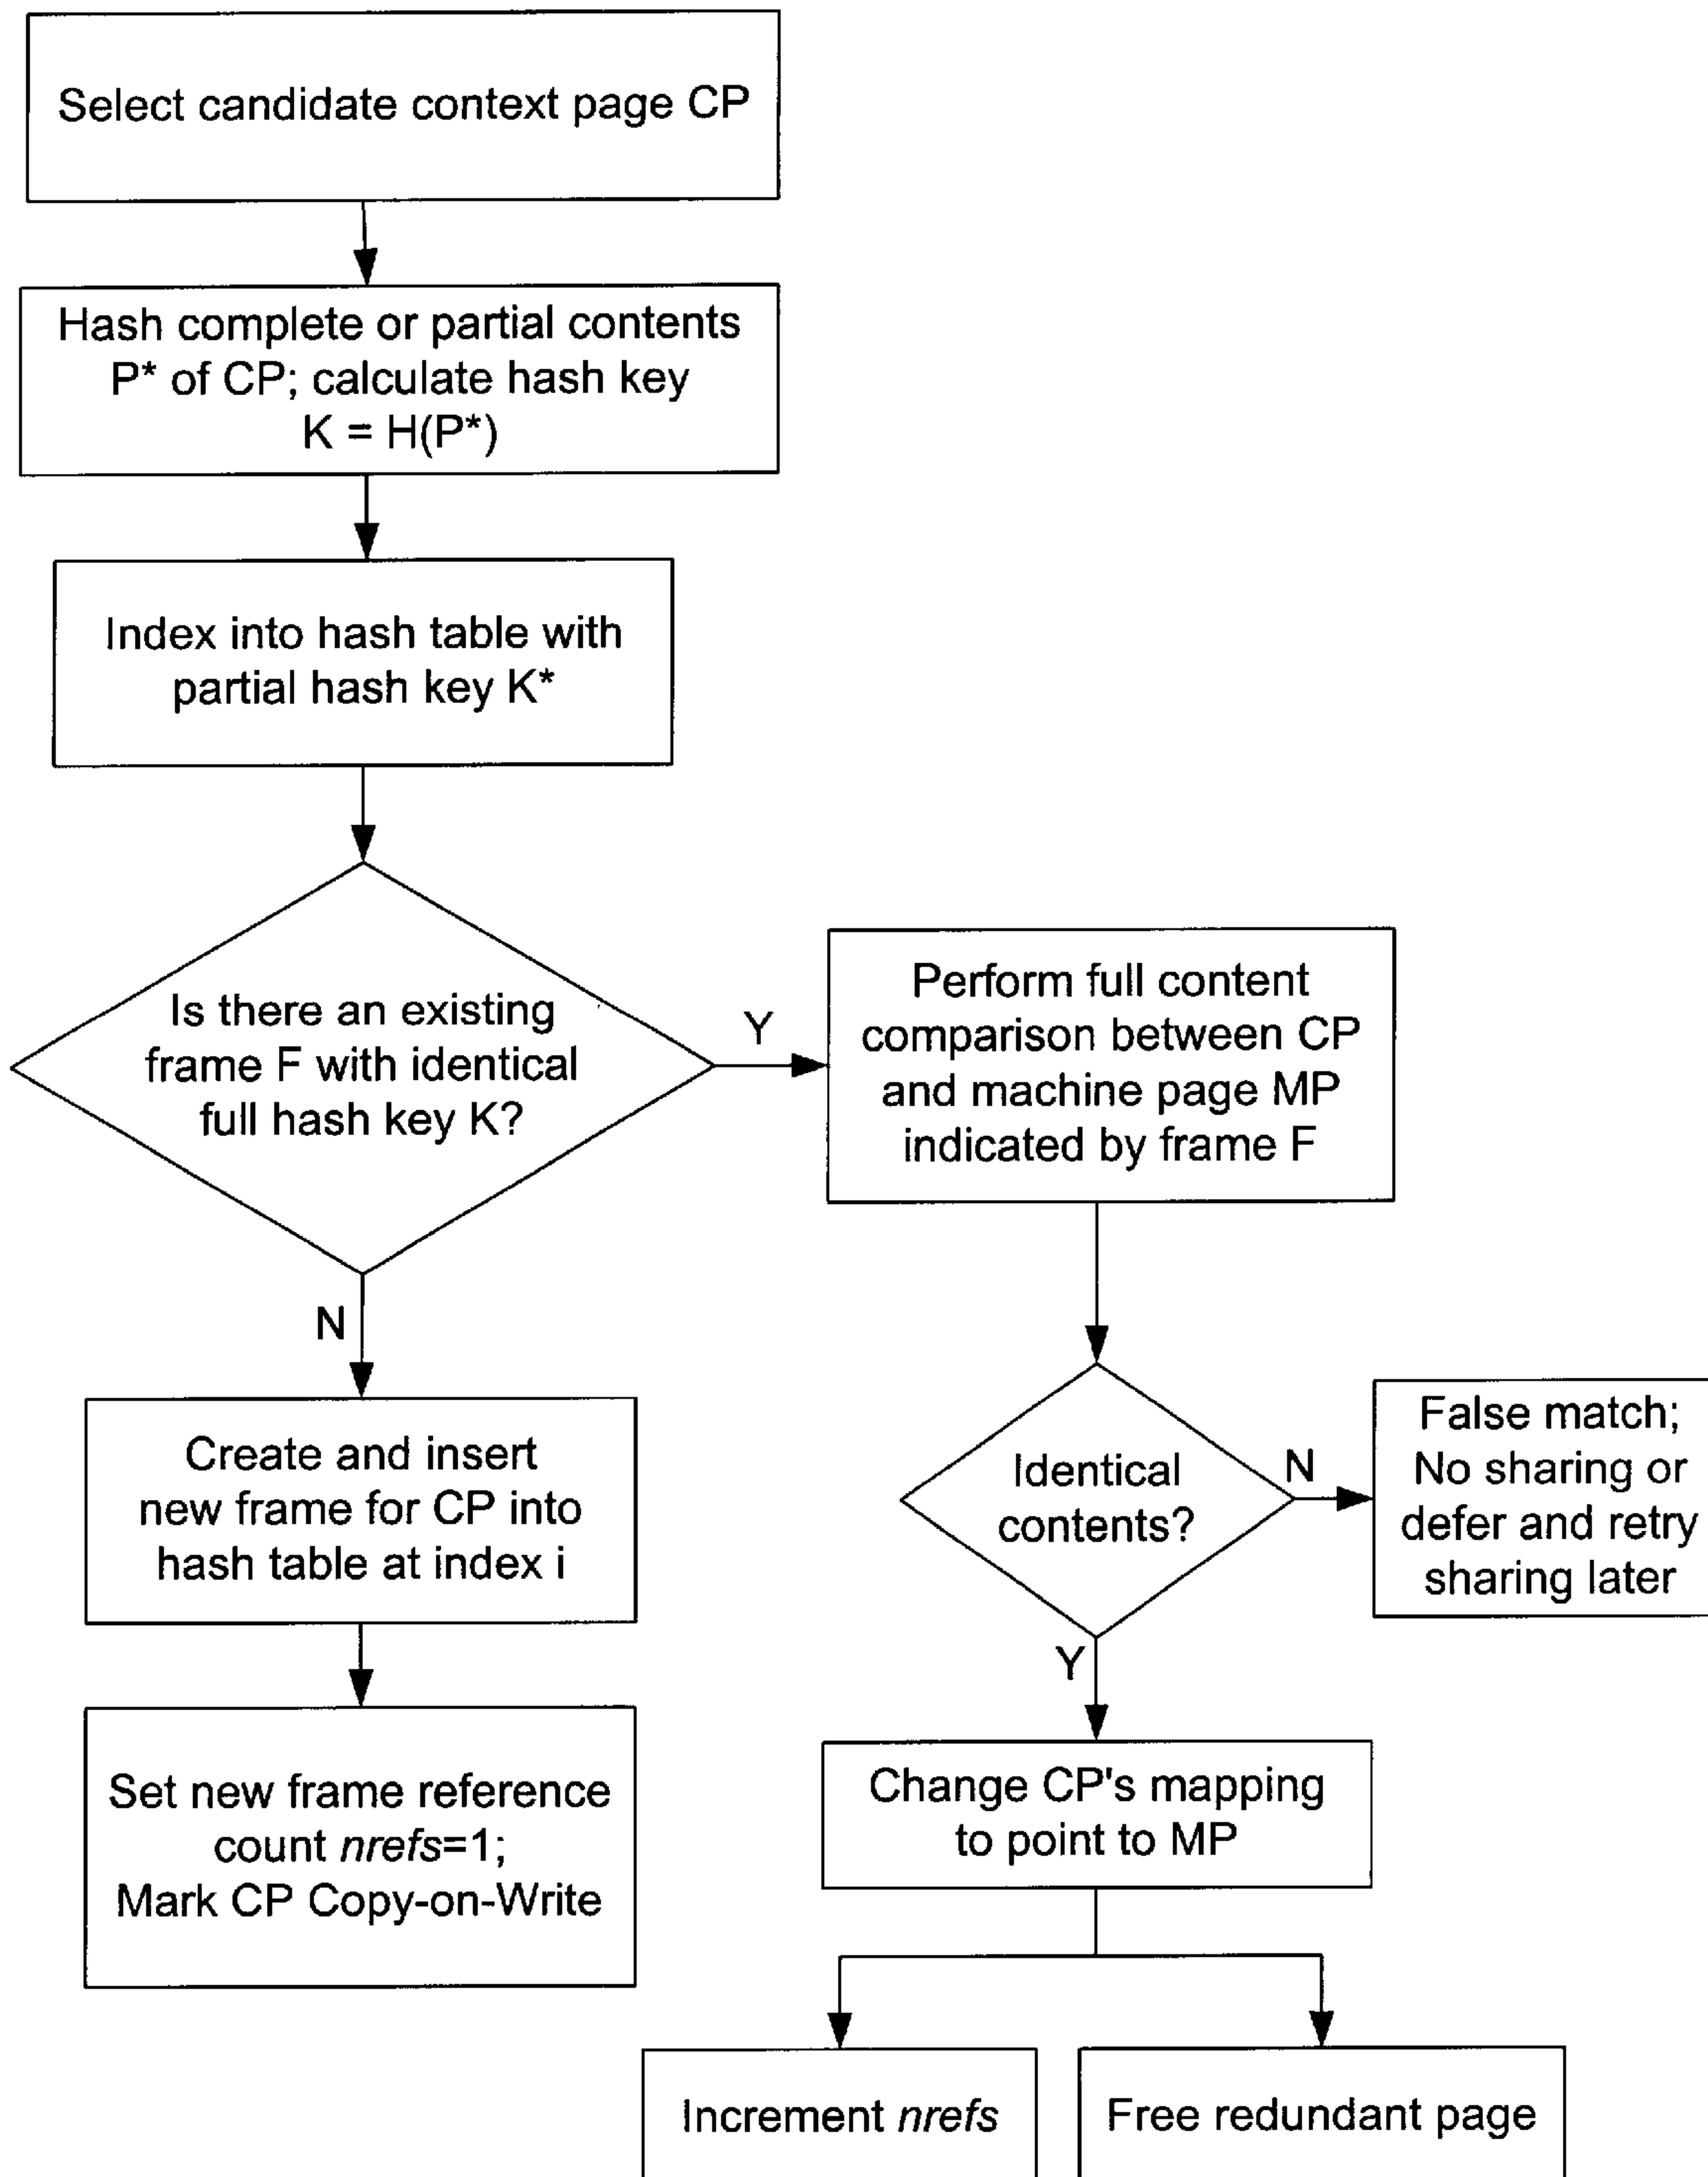 Select candidate context page CP
Hash complete or partial contents
P* of CP; calculate hash key
K = H(P*)
Index into hash table with
partial hash key K*
Is there an existing
frame F with identical
full hash key K?
Y
Perform full content
comparison between CP
and machine page MP
indicated by frame F
N
Create and insert
new frame for CP into
hash table at index i
Set new frame reference
count nrefs=1;
Mark CP Copy-on-Write
Identical
contents?
N
False match;
No sharing or
defer and retry
sharing later
Y
Change CP's mapping
to point to MP
Increment nrefs
Free redundant page